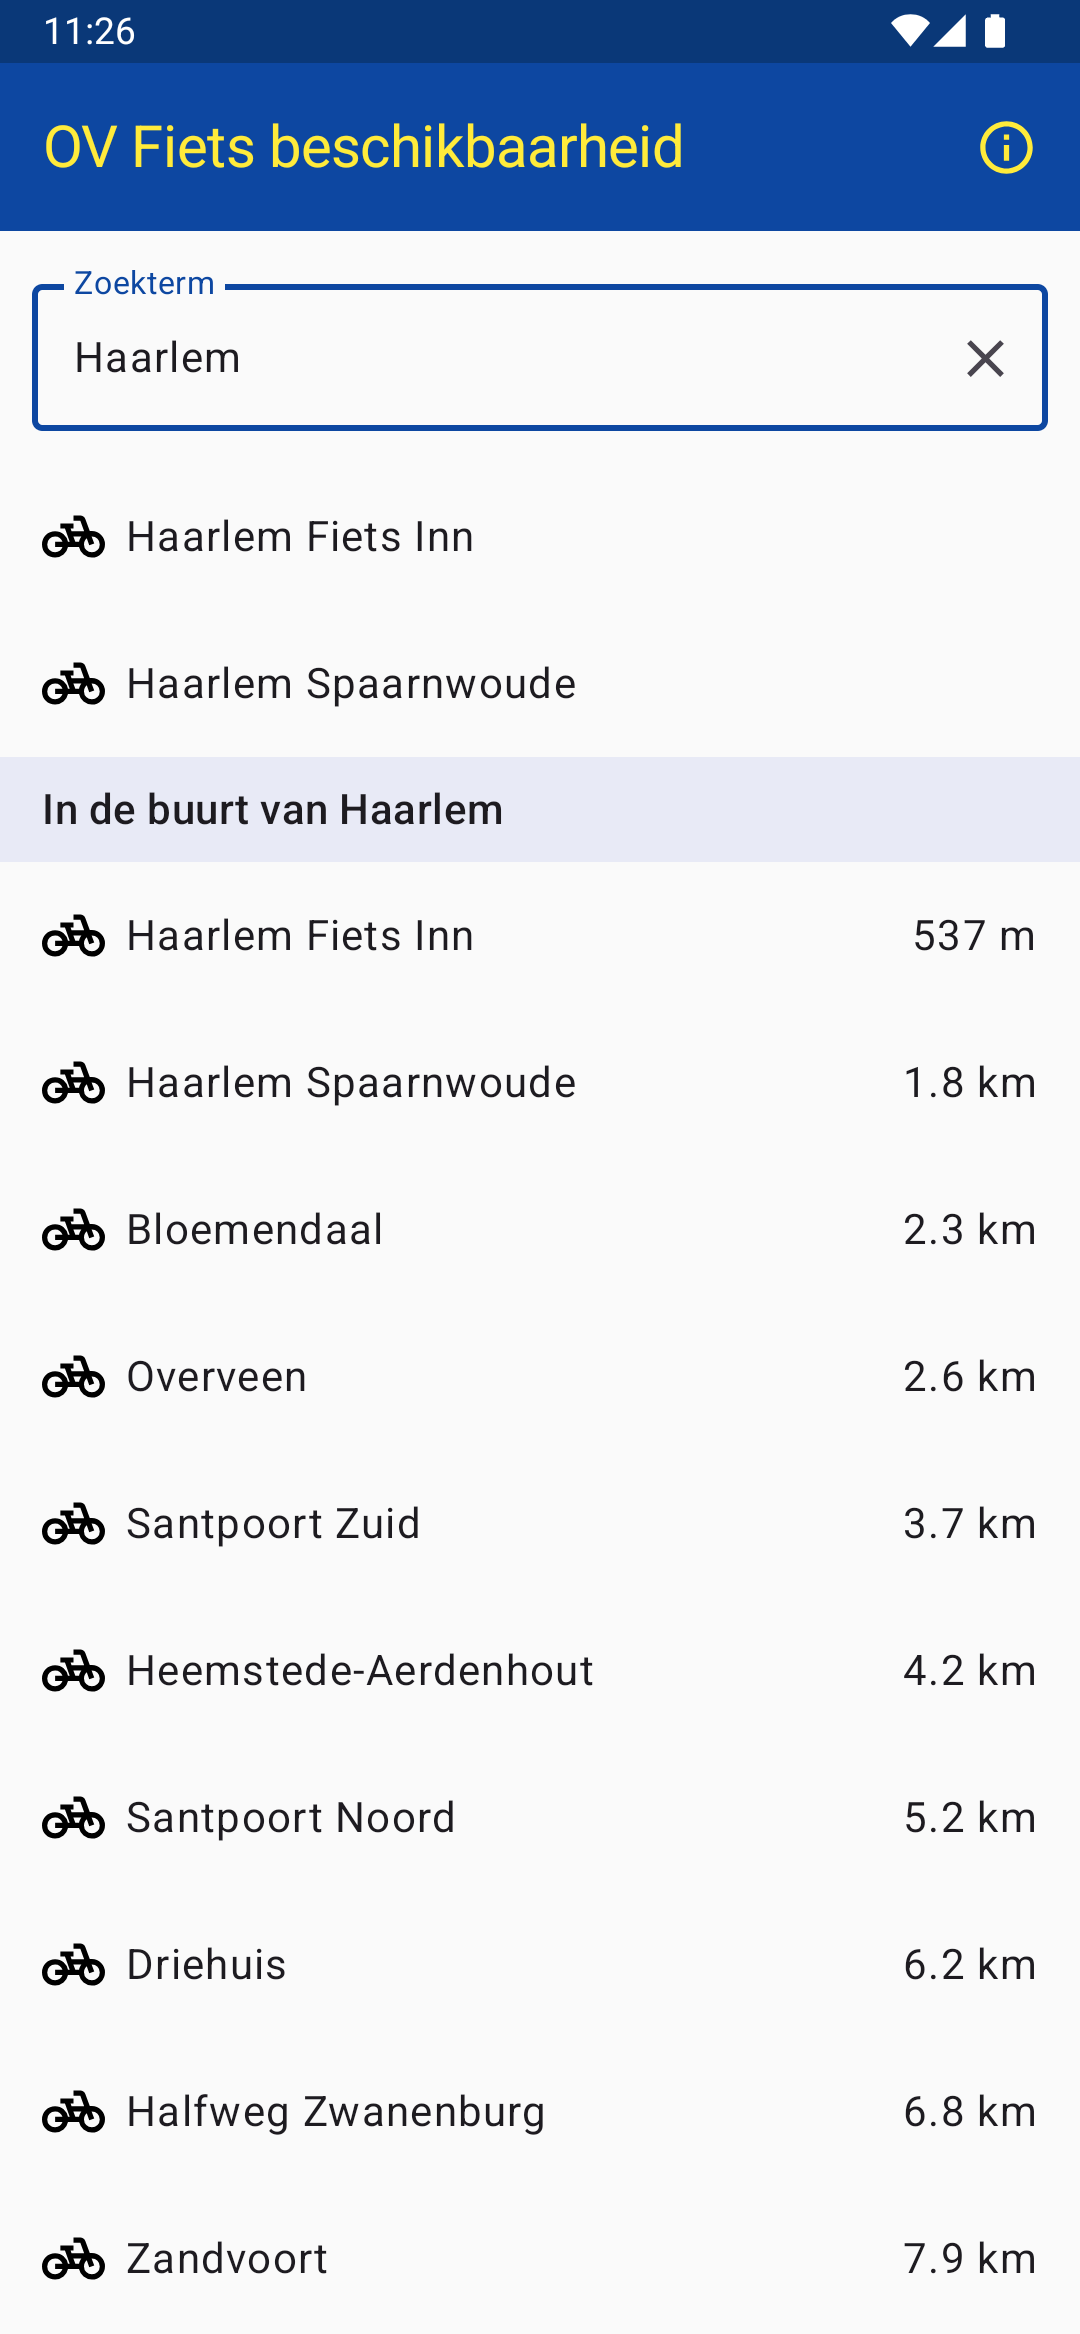 11:26
OV Fiets beschikbaarheid
Zoekterm
Haarlem
Haarlem Fiets Inn
Haarlem Spaarnwoude
In de buurt van Haarlem
Haarlem Fiets Inn 537 m
Haarlem Spaarnwoude 1.8 km
Bloemendaal 2.3 km
Overveen 2.6 km
Santpoort Zuid 3.7 km
Heemstede-Aerdenhout 4.2 km
Santpoort Noord 5.2 km
Driehuis 6.2 km
Halfweg Zwanenburg 6.8 km
Zandvoort 7.9 km